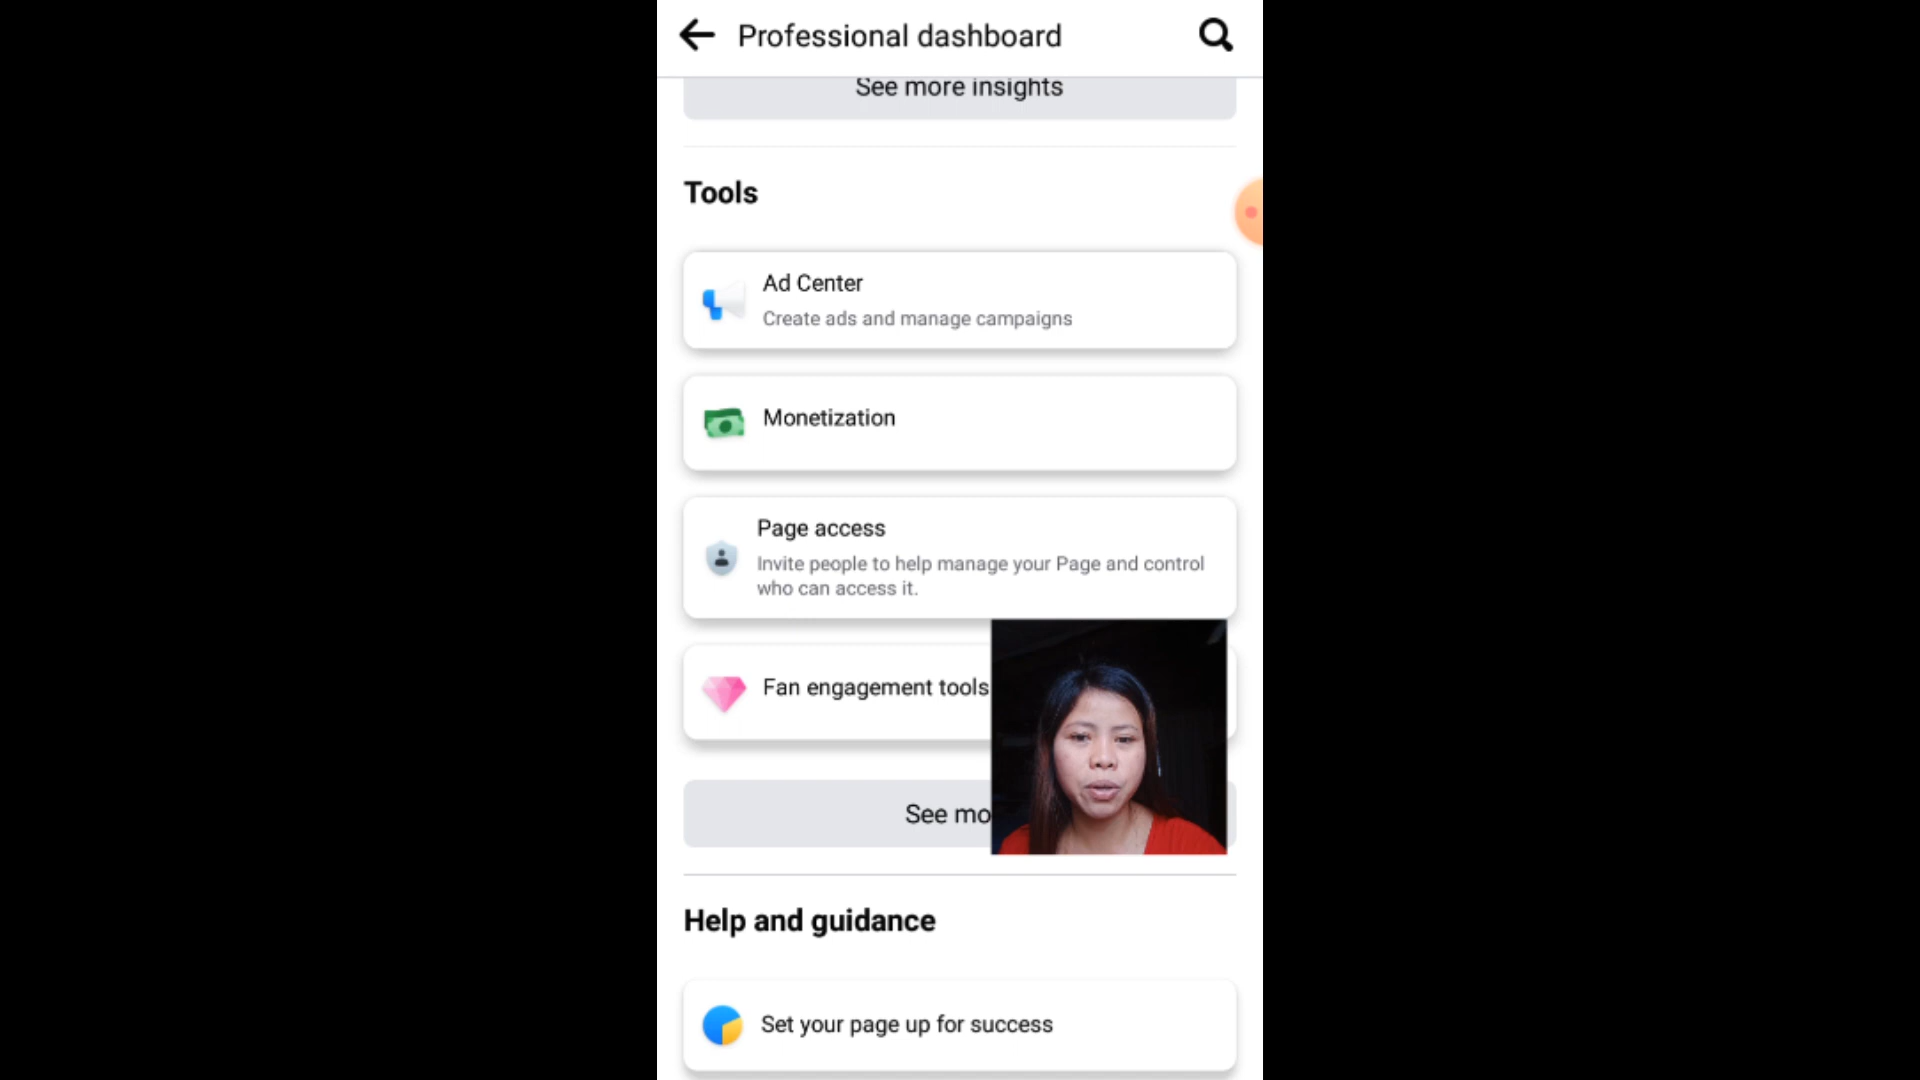 Professional dashboard
See more insights
Tools
Ad Center
Create ads and manage campaigns
Monetization
Page access
Invite people to help manage your Page and control
who can access it.
Fan engagement tools
See mo
Help and guidance
Set your page up for success